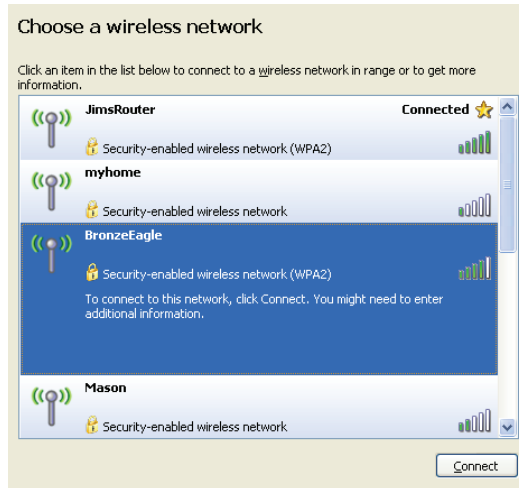 Choose a wireless network
Click an item in the list below to connect to a wireless network in range or to get more
information.
JimsRouter Connected
Security-enabled wireless network (WPA2)
myhome
Security-enabled wireless network
BronzeEagle
Security-enabled wireless network (WPA2)
To connect to this network, click Connect. You might need to enter
additional information.
Mason
Security-enabled wireless network
Connect